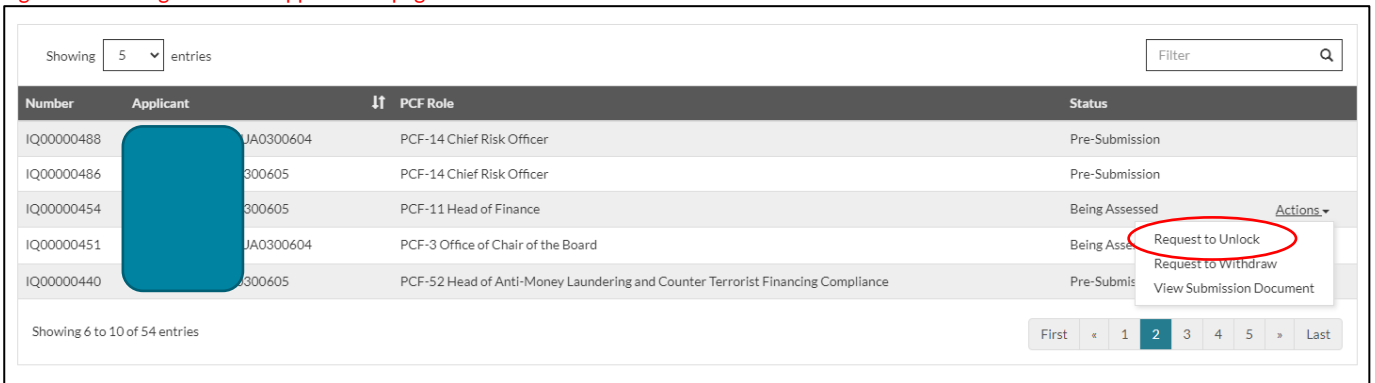 Showing 5 entries Filter
Number Applicant PCF Role Status
IQ00000488 UA0300604 PCF-14 Chief Risk Officer Pre-Submission
IQ00000486 300605 PCF-14 Chief Risk Officer Pre-Submission
IQ00000454 300605 PCF-11 Head of Finance Being Assessed Actions
IQ00000451 UA0300604 PCF-3 Office of Chair of the Board Being Asse
Request to Unlock
Request to Withdraw
IQ00000440 300605 PCF-52 Head of Anti-Money Laundering and Counter Terrorist Financing Compliance Pre-Submis
View Submission Document
Showing 6 to 10 of 54 entries First « 1 2 3 4 5 » Last